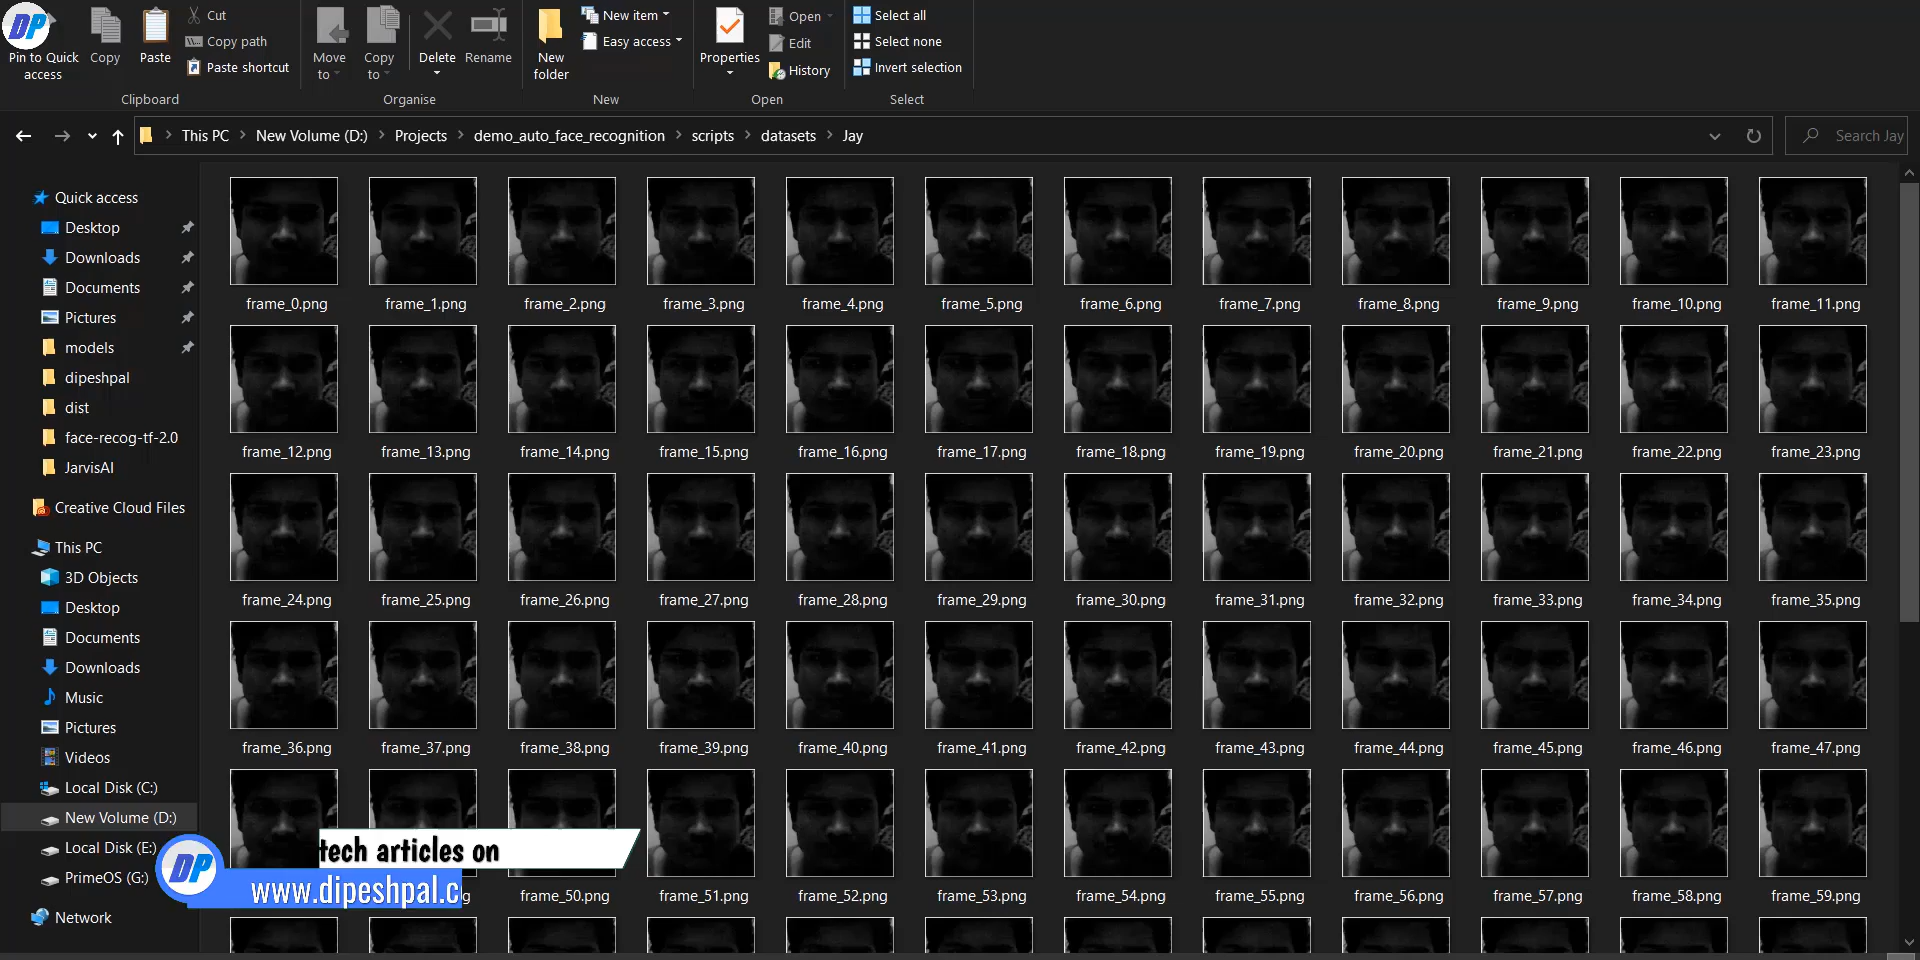 DP
Pin to Quick access
Copy
Paste
Cut
Copy path
Paste shortcut
Clipboard
Move to
Copy to
Delete
Rename
Organise
New folder
New item
Easy access
New
Properties
Open
Edit
History
Open
Select all
Select none
Invert selection
Select
This PC > New Volume (D:) > Projects > demo_auto_face_recognition > scripts > datasets > Jay
Search Jay
Quick access
Desktop
Downloads
Documents
Pictures
models
dipeshpal
dist
face-recog-tf-2.0
JarvisAI
Creative Cloud Files
This PC
3D Objects
Desktop
Documents
Downloads
Music
Pictures
Videos
Local Disk (C:)
New Volume (D:)
Local Disk (E:)
PrimeOS (G:)
Network
frame_0.png frame_1.png frame_2.png frame_3.png frame_4.png frame_5.png frame_6.png frame_7.png frame_8.png frame_9.png frame_10.png frame_11.png
frame_12.png frame_13.png frame_14.png frame_15.png frame_16.png frame_17.png frame_18.png frame_19.png frame_20.png frame_21.png frame_22.png frame_23.png
frame_24.png frame_25.png frame_26.png frame_27.png frame_28.png frame_29.png frame_30.png frame_31.png frame_32.png frame_33.png frame_34.png frame_35.png
frame_36.png frame_37.png frame_38.png frame_39.png frame_40.png frame_41.png frame_42.png frame_43.png frame_44.png frame_45.png frame_46.png frame_47.png
frame_50.png frame_51.png frame_52.png frame_53.png frame_54.png frame_55.png frame_56.png frame_57.png frame_58.png frame_59.png
DP
tech articles on
www.dipeshpal.c